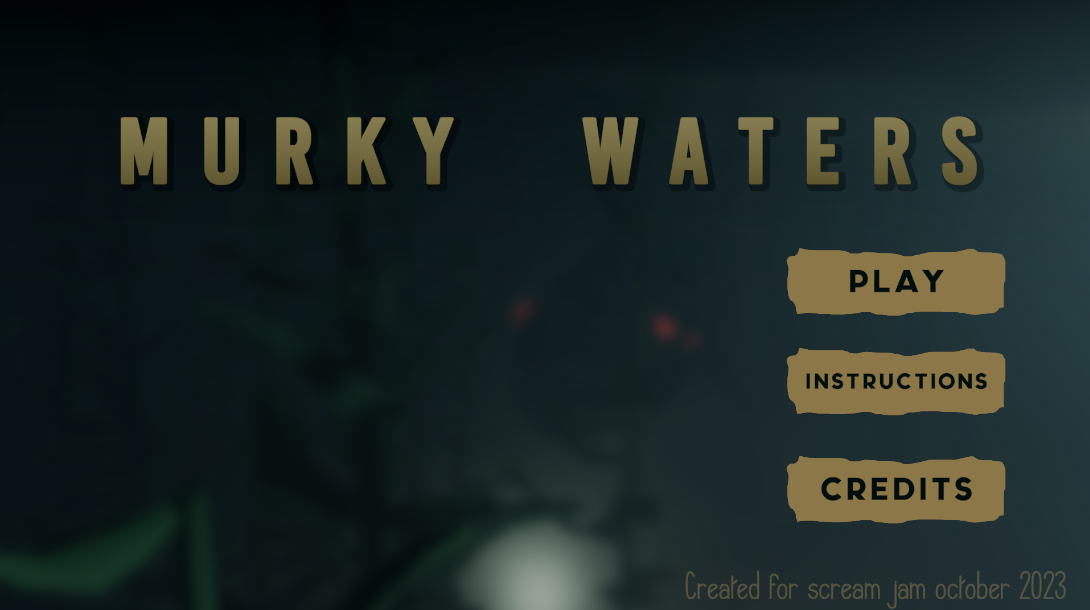 MURKY WATERS
PLAY
INSTRUCTIONS
CREDITS
Created for scream jam october 2023